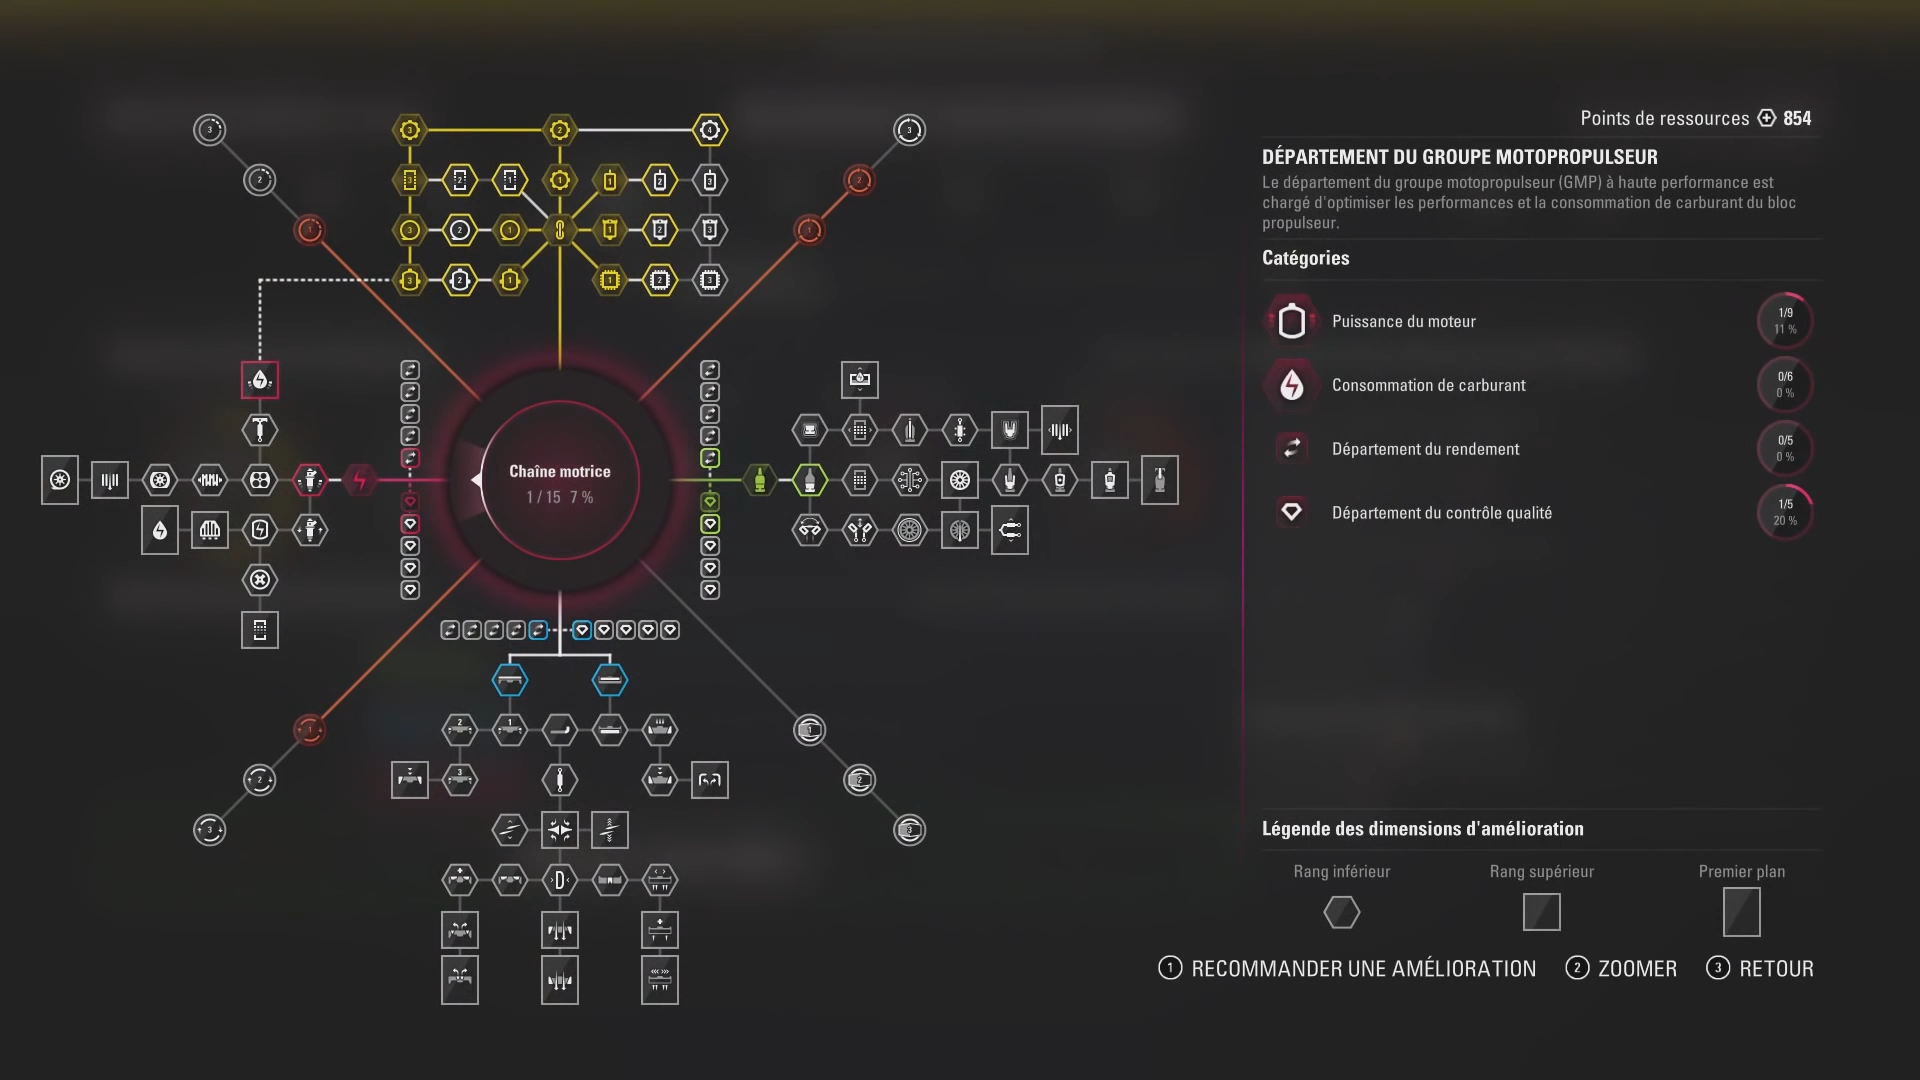 Points de ressources 854
DÉPARTEMENT DU GROUPE MOTOPROPULSEUR
Le département du groupe motopropulseur (GMP) à haute performance est
chargé d'optimiser les performances et la consommation de carburant du bloc
propulseur.
Catégories
Puissance du moteur
1/9
11 %
Consommation de carburant
0/6
0 %
Département du rendement
0/5
0 %
Département du contrôle qualité
1/5
20 %
Chaîne motrice
1 / 15 7 %
Légende des dimensions d'amélioration
Rang inférieur
Rang supérieur
Premier plan
1 RECOMMANDER UNE AMÉLIORATION 2 ZOOMER 3 RETOUR